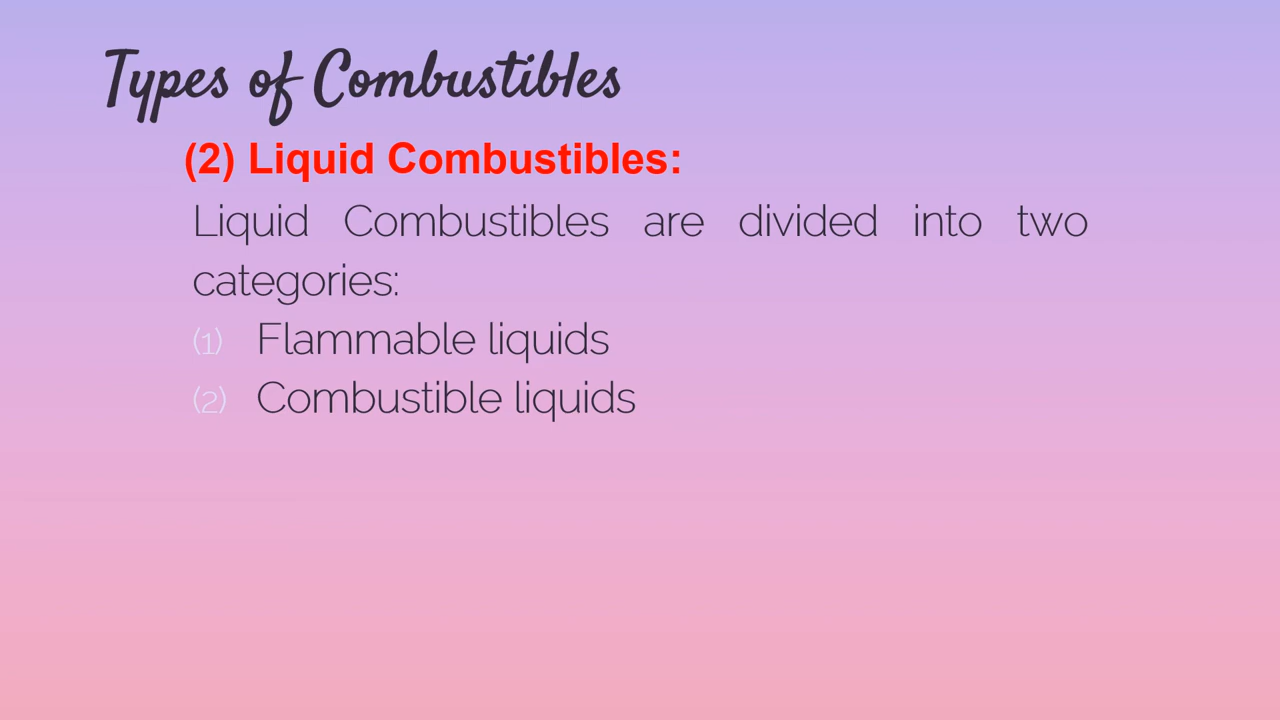 Types of Combustibles
(2) Liquid Combustibles:
Liquid Combustibles are divided into two
categories:
(1) Flammable liquids
(2) Combustible liquids